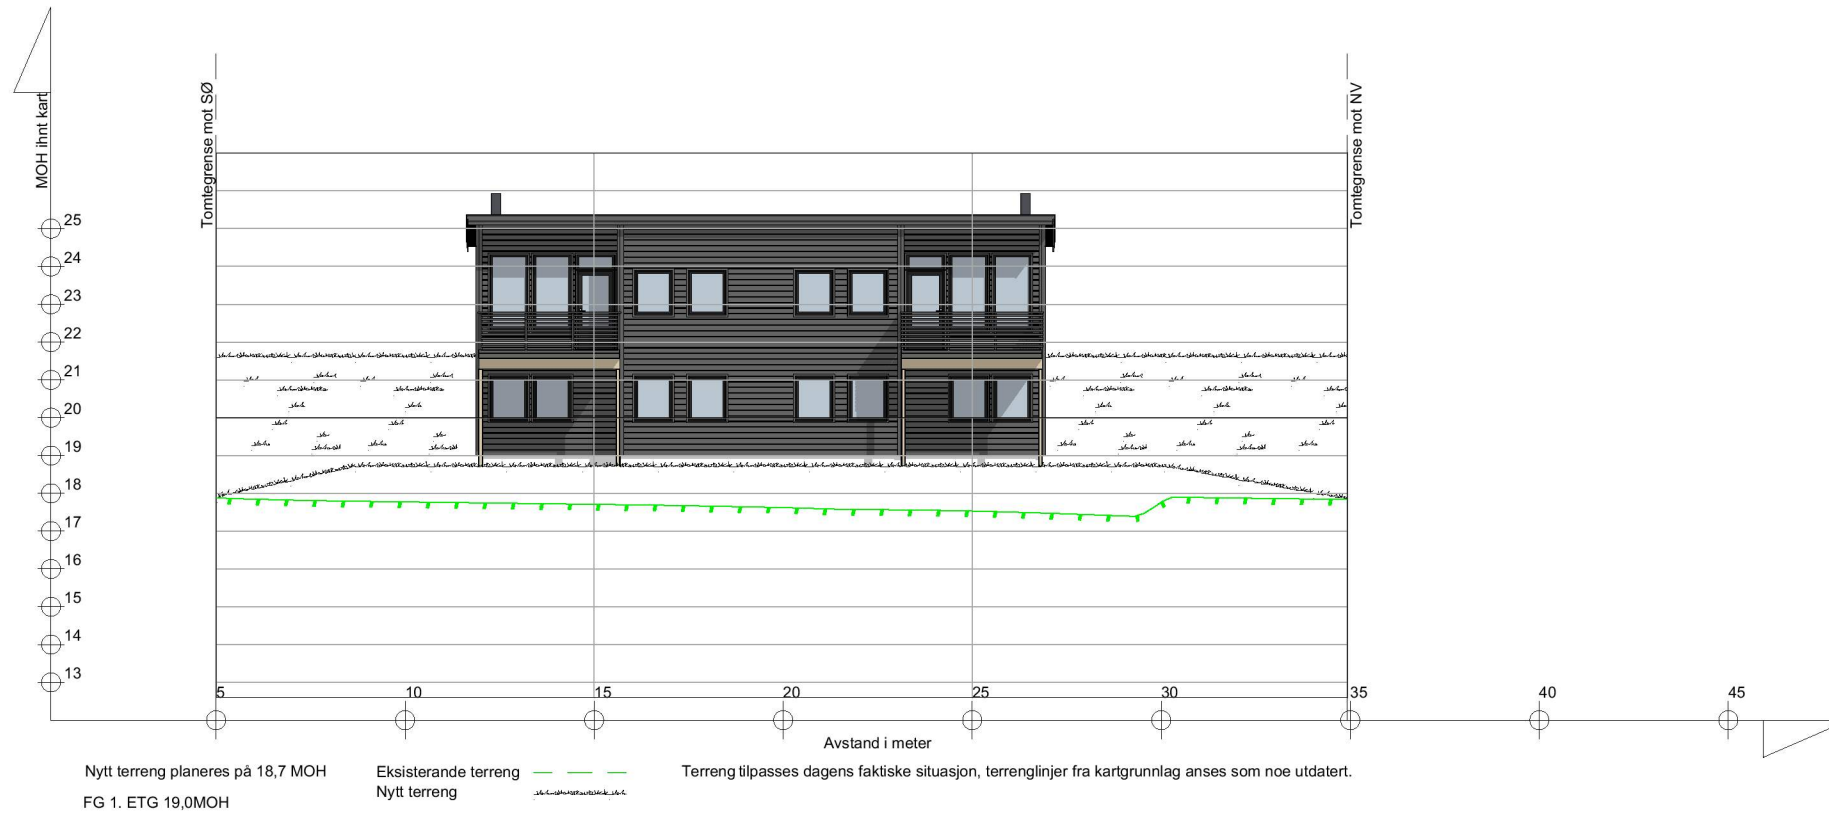 MOH ihnt kart
Tomtegrense mot SØ
Tomtegrense mot NV
25
24
23
22
21
20
19
18
17
16
15
14
13
5 10 15 20 25 30 35 40 45
Avstand i meter
Nytt terreng planeres på 18,7 MOH
FG 1. ETG 19,0MOH
Eksisterande terreng
Nytt terreng
Terreng tilpasses dagens faktiske situasjon, terrenglinjer fra kartgrunnlag anses som noe utdatert.